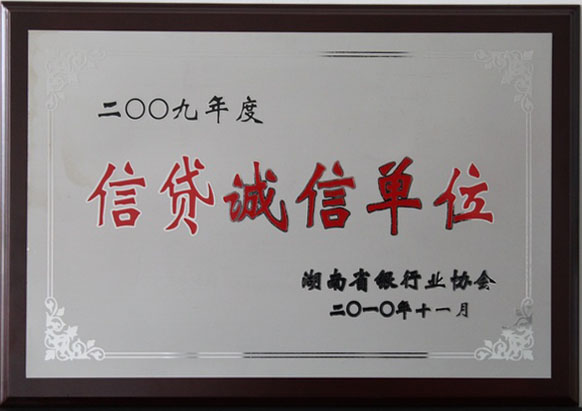 二〇〇九年度
信贷诚信单位
湖南省银行业协会
二〇一〇年十一月